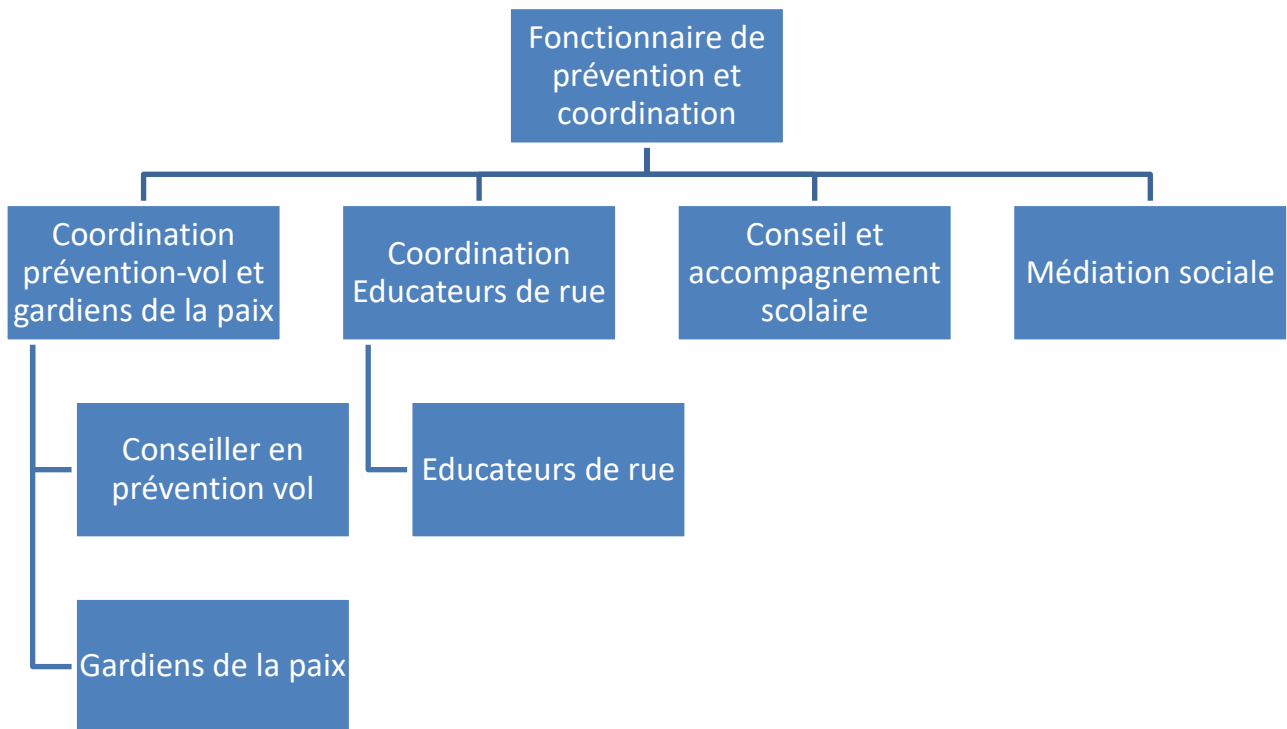 Fonctionnaire de
prévention et
coordination
Coordination
prévention-vol et
gardiens de la paix
Coordination
Educateurs de rue
Conseil et
accompagnement
scolaire
Médiation sociale
Conseiller en
prévention vol
Educateurs de rue
Gardiens de la paix